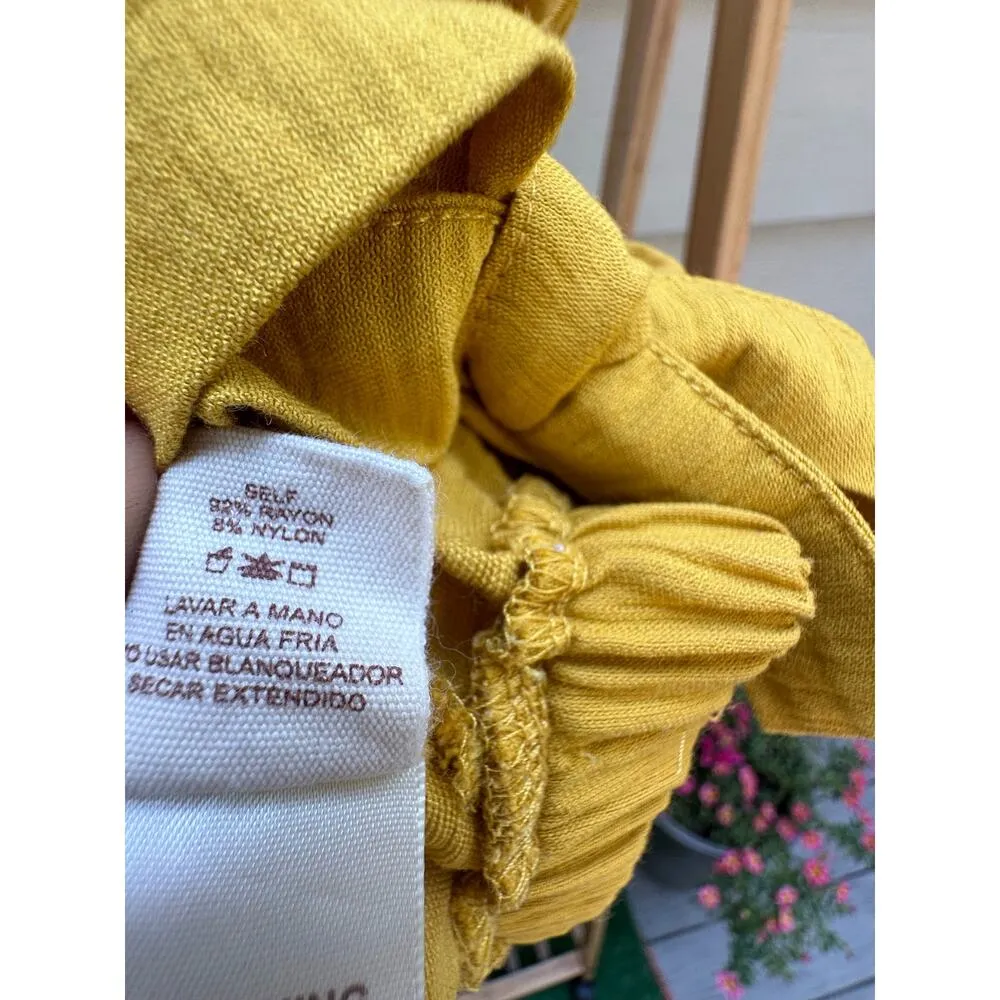 SELF
92% RAYON
8% NYLON
LAVAR A MANO
EN AGUA FRIA
O USAR BLANQUEADOR
SECAR EXTENDIDO